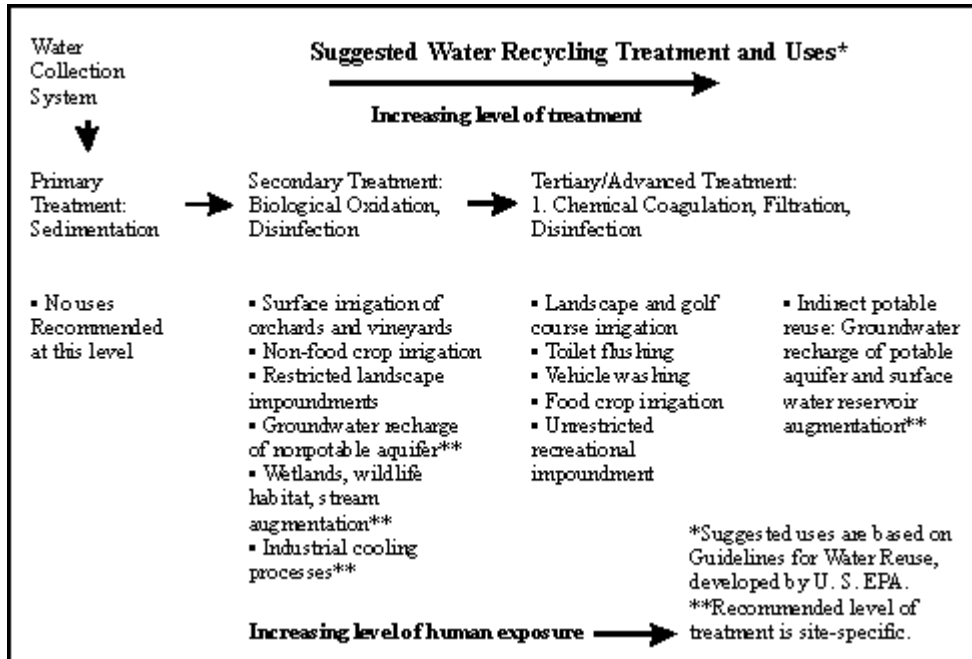 Water
Collection
System
Suggested Water Recycling Treatment and Uses*
Increasing level of treatment
Primary
Treatment:
Sedimentation
Secondary Treatment:
Biological Oxidation,
Disinfection
Tertiary/Advanced Treatment:
1. Chemical Coagulation, Filtration,
Disinfection
▪ No uses
Recommended
at this level
▪ Surface irrigation of
orchards and vineyards
▪ Non-food crop irrigation
▪ Restricted landscape
impoundments
▪ Groundwater recharge
of nonpotable aquifer**
▪ Wetlands, wildlife
habitat, stream
augmentation**
▪ Industrial cooling
processes**
▪ Landscape and golf
course irrigation
▪ Toilet flushing
▪ Vehicle washing
▪ Food crop irrigation
▪ Unrestricted
recreational
impoundment
▪ Indirect potable
reuse: Groundwater
recharge of potable
aquifer and surface
water reservoir
augmentation**
*Suggested uses are based on
Guidelines for Water Reuse,
developed by U. S. EPA.
**Recommended level of
treatment is site-specific.
Increasing level of human exposure